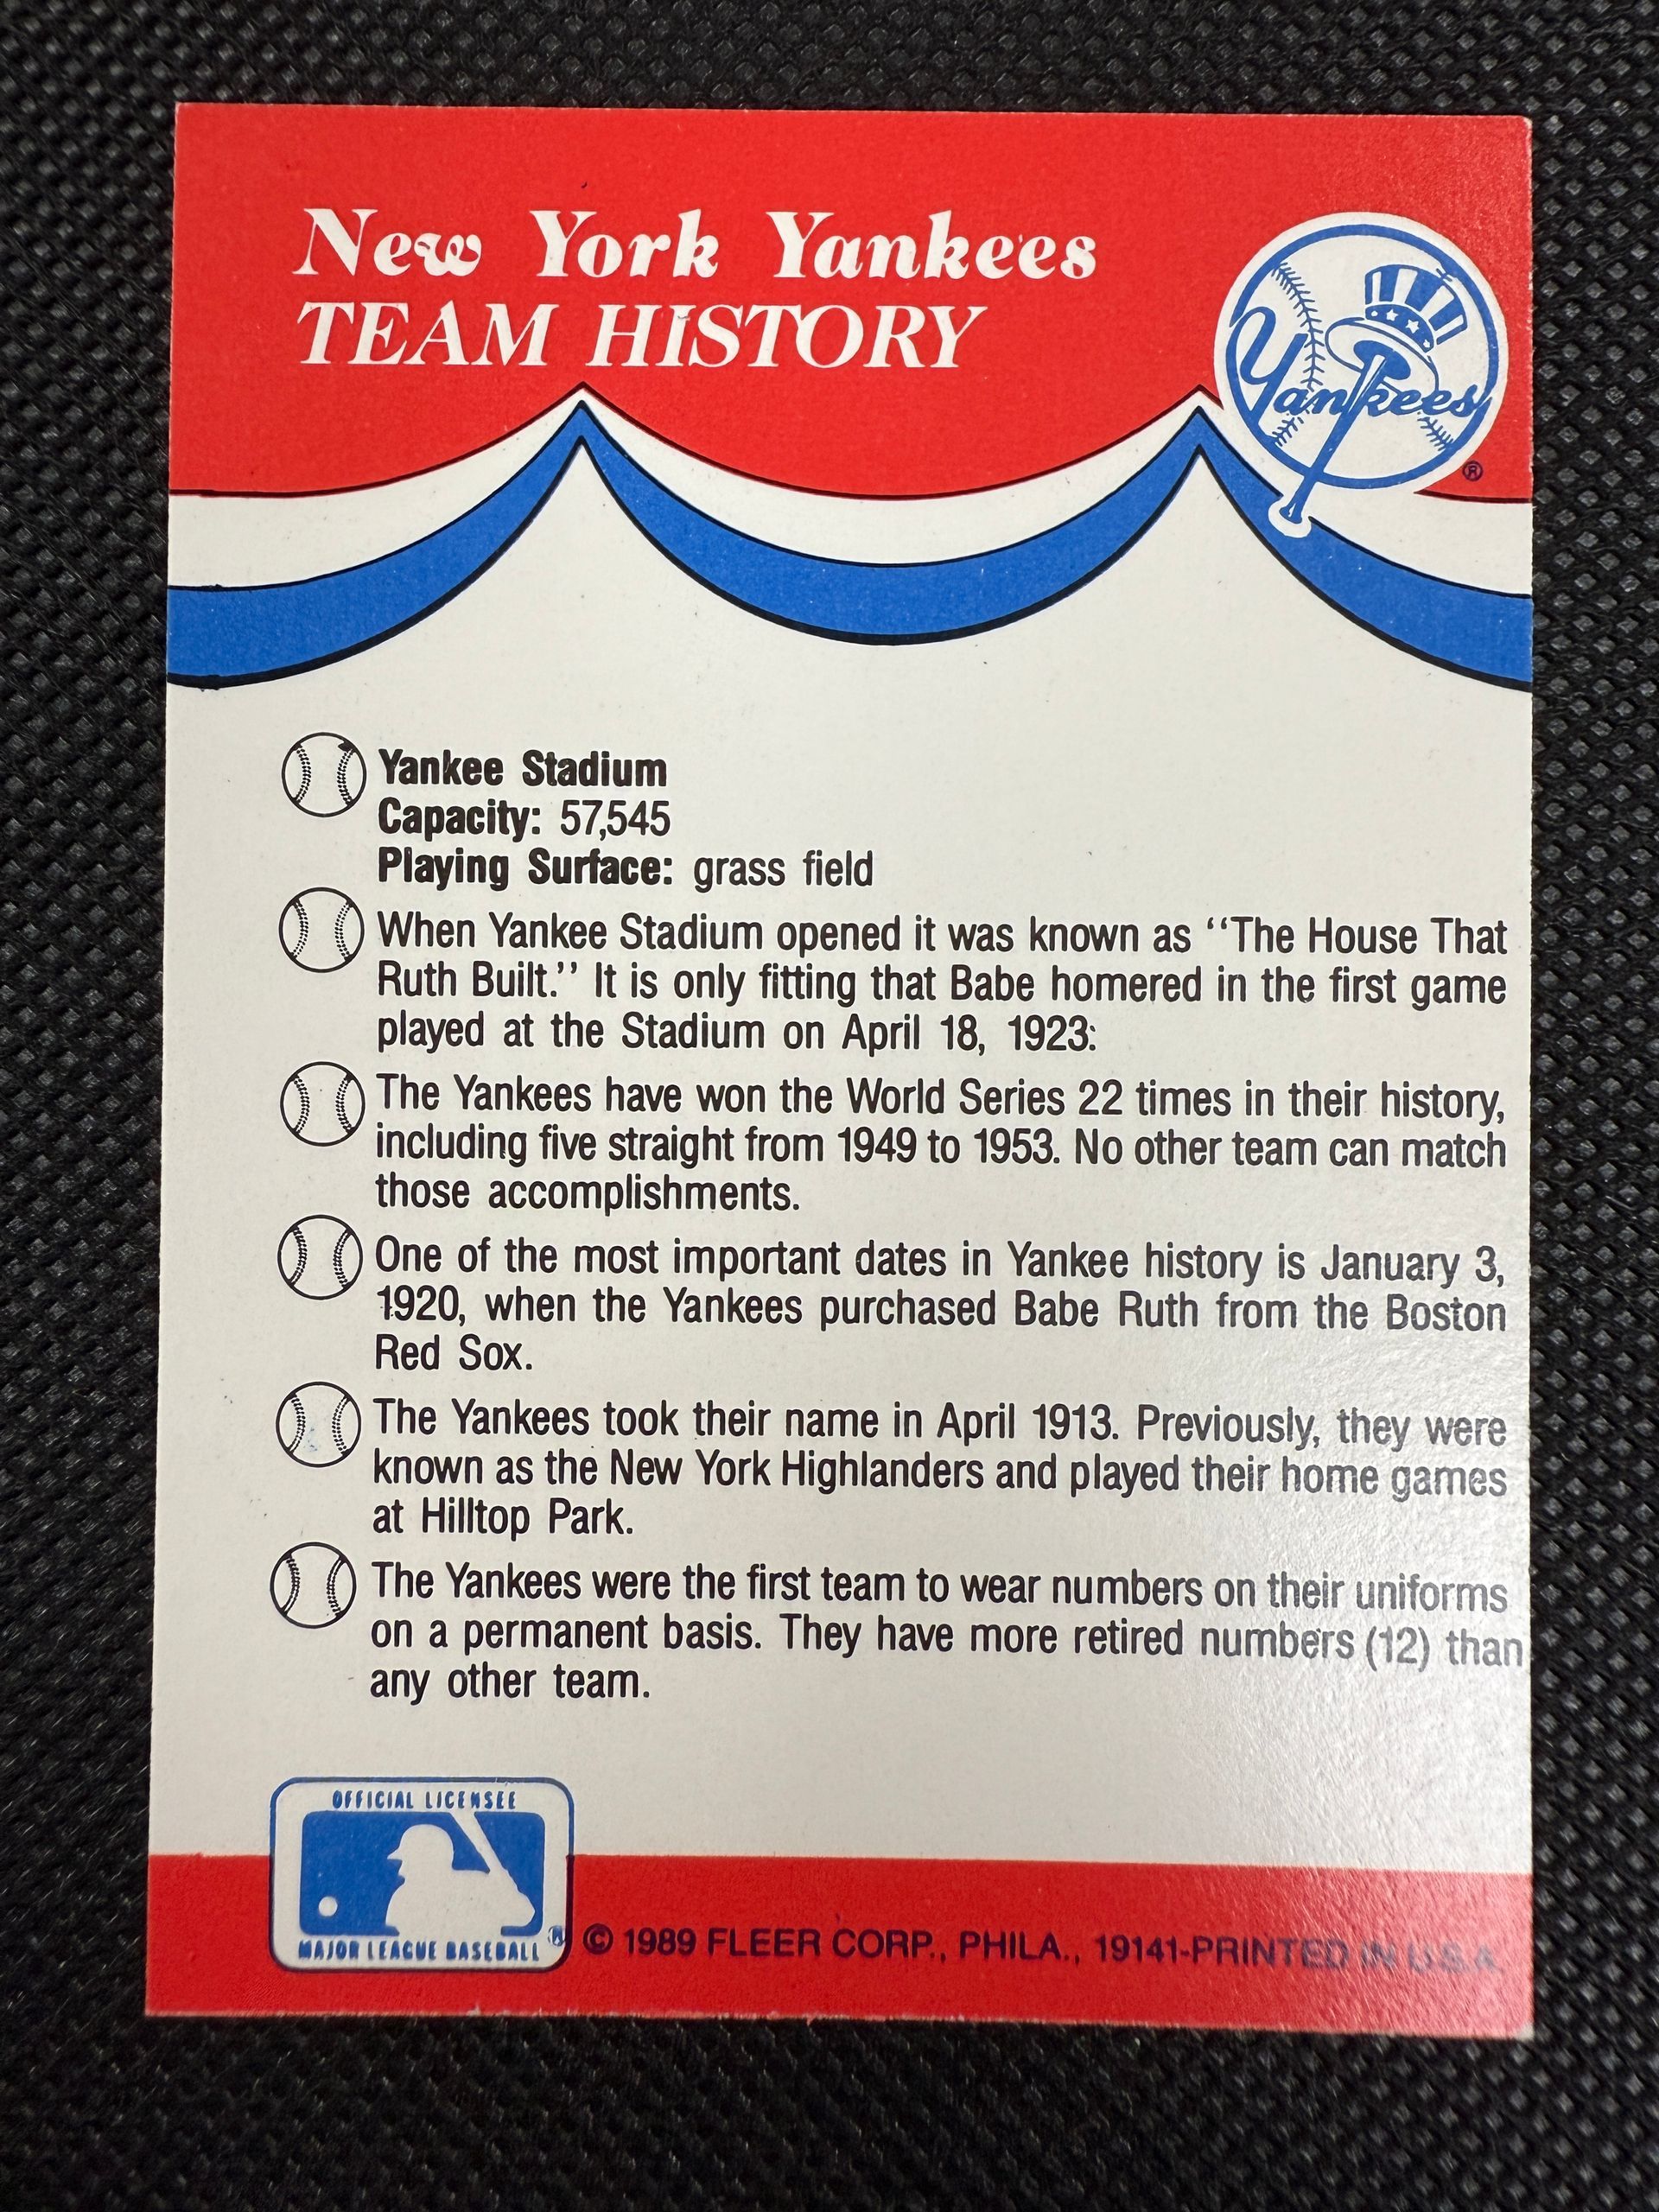 New York Yankees
TEAM HISTORY
Yankees
®
Yankee Stadium
Capacity: 57,545
Playing Surface: grass field
When Yankee Stadium opened it was known as ‘‘The House That
Ruth Built.’’ It is only fitting that Babe homered in the first game
played at the Stadium on April 18, 1923:
The Yankees have won the World Series 22 times in their history,
including five straight from 1949 to 1953. No other team can match
those accomplishments.
One of the most important dates in Yankee history is January 3,
1920, when the Yankees purchased Babe Ruth from the Boston
Red Sox.
The Yankees took their name in April 1913. Previously, they were
known as the New York Highlanders and played their home games
at Hilltop Park.
The Yankees were the first team to wear numbers on their uniforms
on a permanent basis. They have more retired numbers (12) than
any other team.
OFFICIAL LICENSEE
MAJOR LEAGUE BASEBALL ®
© 1989 FLEER CORP., PHILA., 19141-PRINTED IN U.S.A.